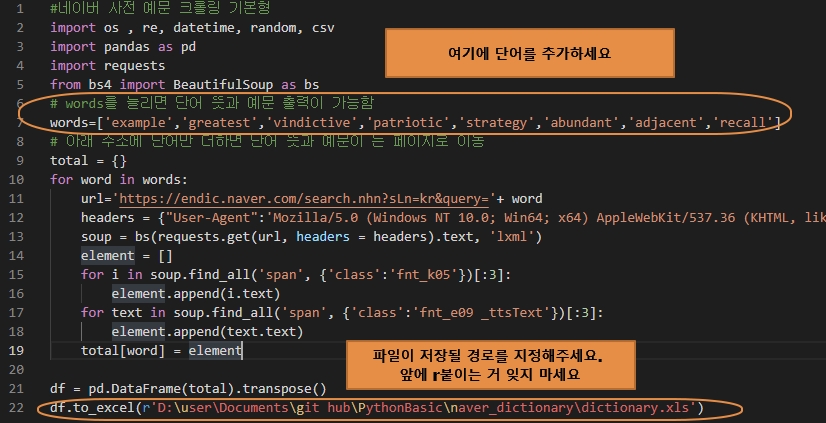 1 #네이버 사전 예문 크롤링 기본형
2 import os , re, datetime, random, csv
3 import pandas as pd
4 import requests
5 from bs4 import BeautifulSoup as bs
6 # words를 늘리면 단어 뜻과 예문 출력이 가능함
7 words=['example','greatest','vindictive','patriotic','strategy','abundant','adjacent','recall']
8 # 아래 주소에 단어만 더하면 단어 뜻과 예문이 는 페이지로 이동
9 total = {}
10 for word in words:
11 url='https://endic.naver.com/search.nhn?sLn=kr&query='+ word
12 headers = {"User-Agent":'Mozilla/5.0 (Windows NT 10.0; Win64; x64) AppleWebKit/537.36 (KHTML, lik
13 soup = bs(requests.get(url, headers = headers).text, 'lxml')
14 element = []
15 for i in soup.find_all('span', {'class':'fnt_k05'})[:3]:
16 element.append(i.text)
17 for text in soup.find_all('span', {'class':'fnt_e09 _ttsText'})[:3]:
18 element.append(text.text)
19 total[word] = element
20
21 df = pd.DataFrame(total).transpose()
22 df.to_excel(r'D:\user\Documents\git hub\PythonBasic\naver_dictionary\dictionary.xls')
여기에 단어를 추가하세요
파일이 저장될 경로를 지정해주세요.
앞에 r붙이는 거 잊지 마세요